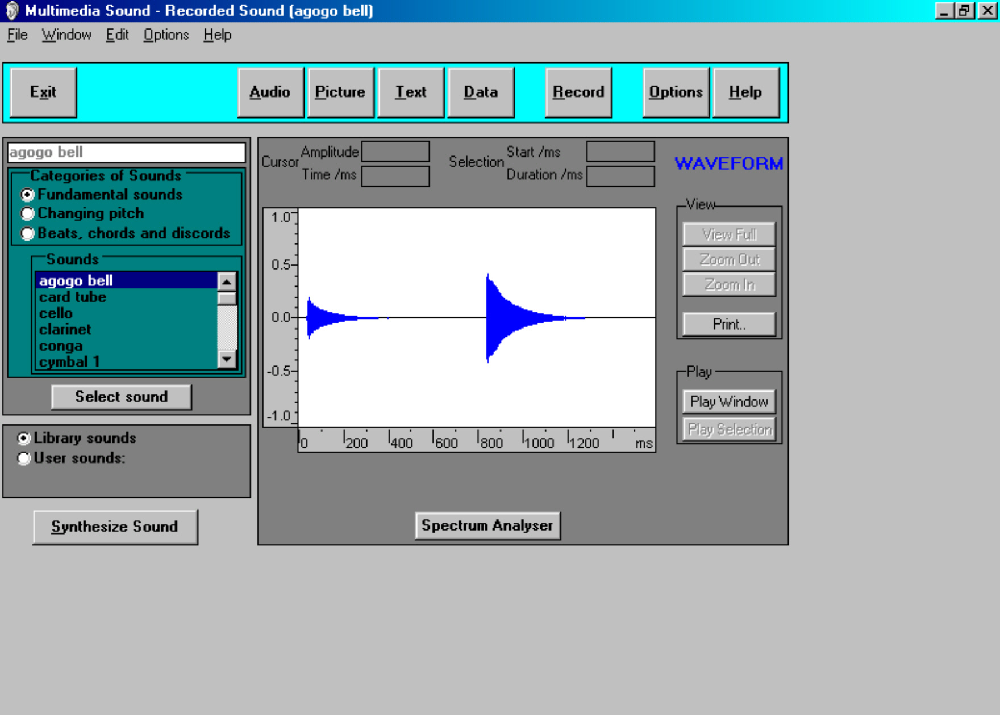 Multimedia Sound - Recorded Sound (agogo bell)
File Window Edit Options Help
Exit Audio Picture Text Data Record Options Help
agogo bell
Categories of Sounds
Fundamental sounds
Changing pitch
Beats, chords and discords
Sounds
agogo bell
card tube
cello
clarinet
conga
cymbal 1
Select sound
Library sounds
User sounds:
Synthesize Sound
Cursor
Amplitude
Time /ms
Selection
Start /ms
Duration /ms
WAVEFORM
1.0
0.5
0.0
-0.5
-1.0
0 200 400 600 800 1000 1200 ms
View
View Full
Zoom Out
Zoom In
Print..
Play
Play Window
Play Selection
Spectrum Analyser